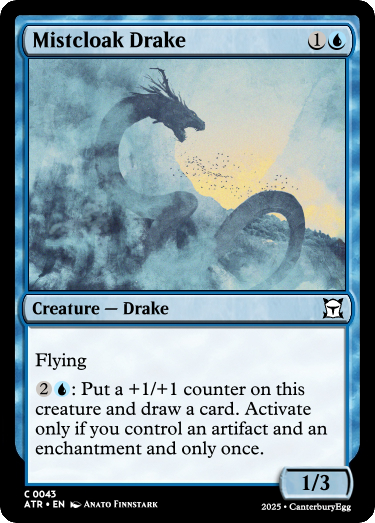 Mistcloak Drake 1
Creature — Drake
Flying
2 : Put a +1/+1 counter on this
creature and draw a card. Activate
only if you control an artifact and an
enchantment and only once.
1/3
C 0043
ATR • EN Anato Finnstark
2025 • CanterburyEgg